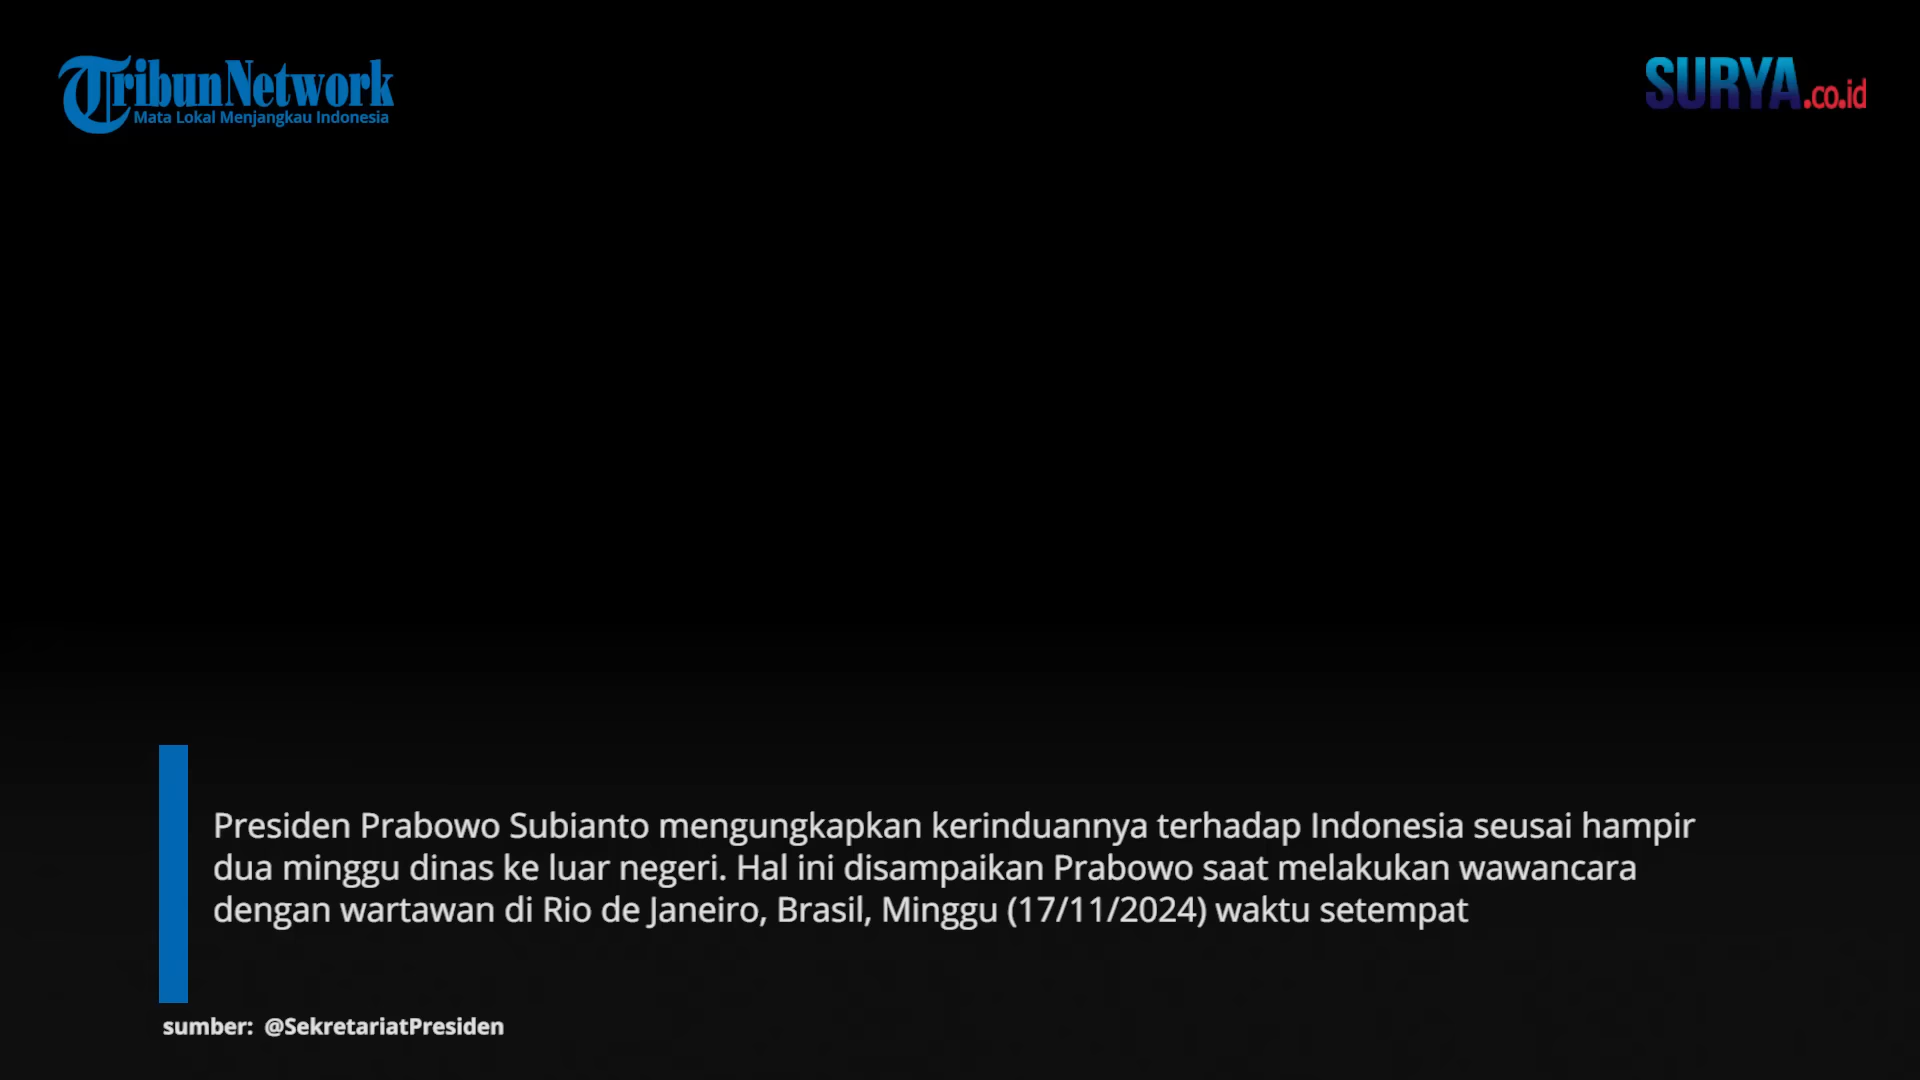 TribunNetwork
Mata Lokal Menjangkau Indonesia
SURYA.co.id
Presiden Prabowo Subianto mengungkapkan kerinduannya terhadap Indonesia seusai hampir
dua minggu dinas ke luar negeri. Hal ini disampaikan Prabowo saat melakukan wawancara
dengan wartawan di Rio de Janeiro, Brasil, Minggu (17/11/2024) waktu setempat
sumber: @SekretariatPresiden